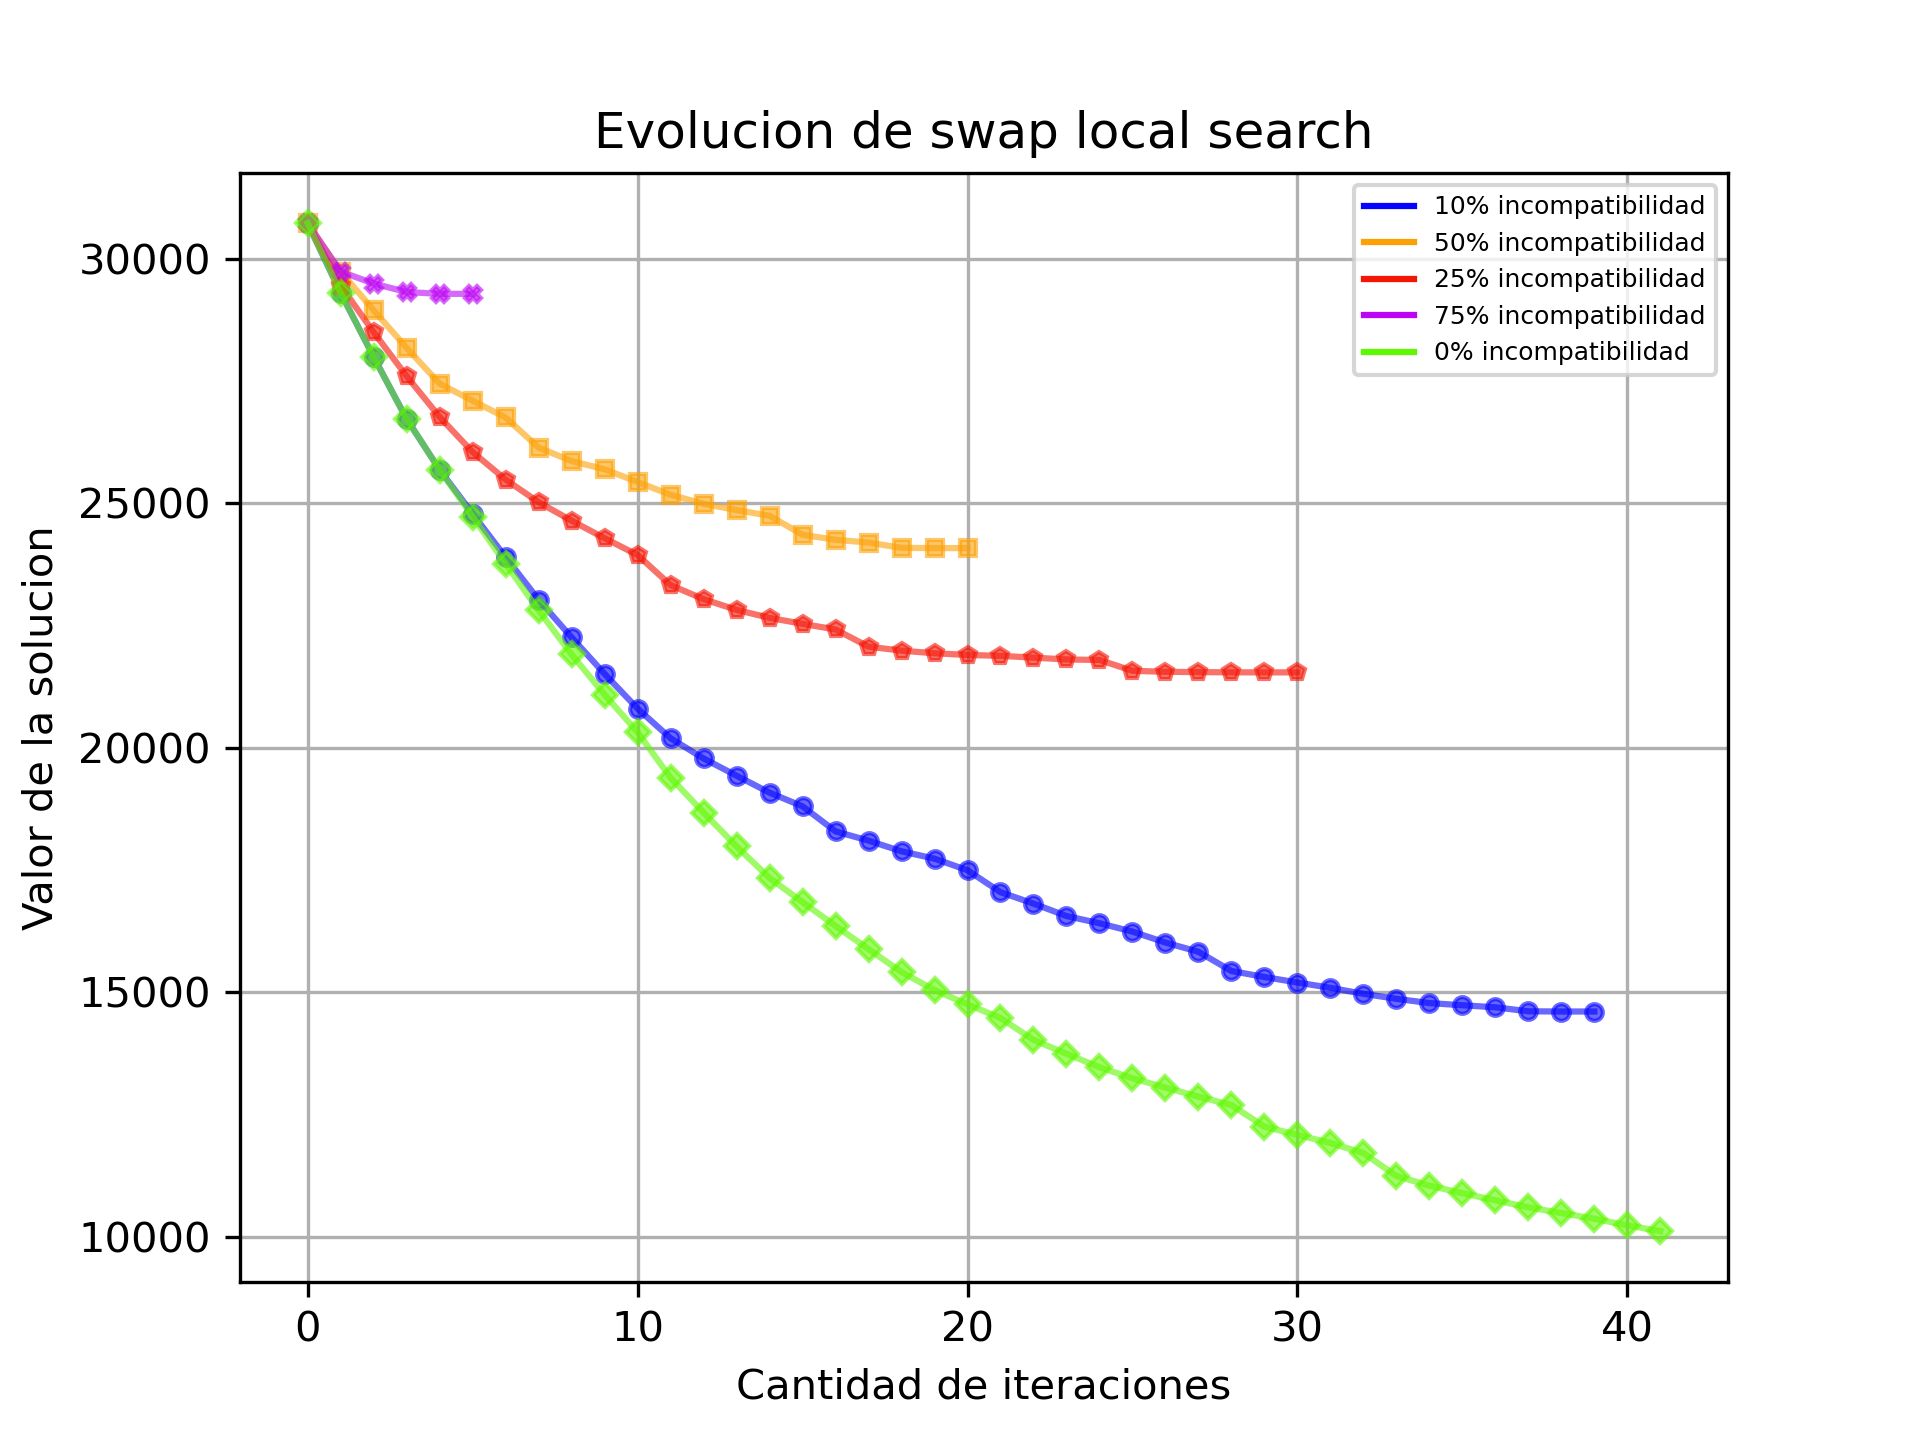 Evolucion de swap local search
10% incompatibilidad
50% incompatibilidad
25% incompatibilidad
75% incompatibilidad
0% incompatibilidad
30000
25000
20000
15000
10000
Valor de la solucion
0 10 20 30 40
Cantidad de iteraciones